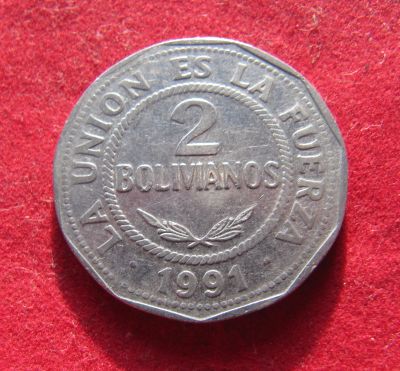 LA UNION ES LA FUERZA
2
BOLIVIANOS
1991